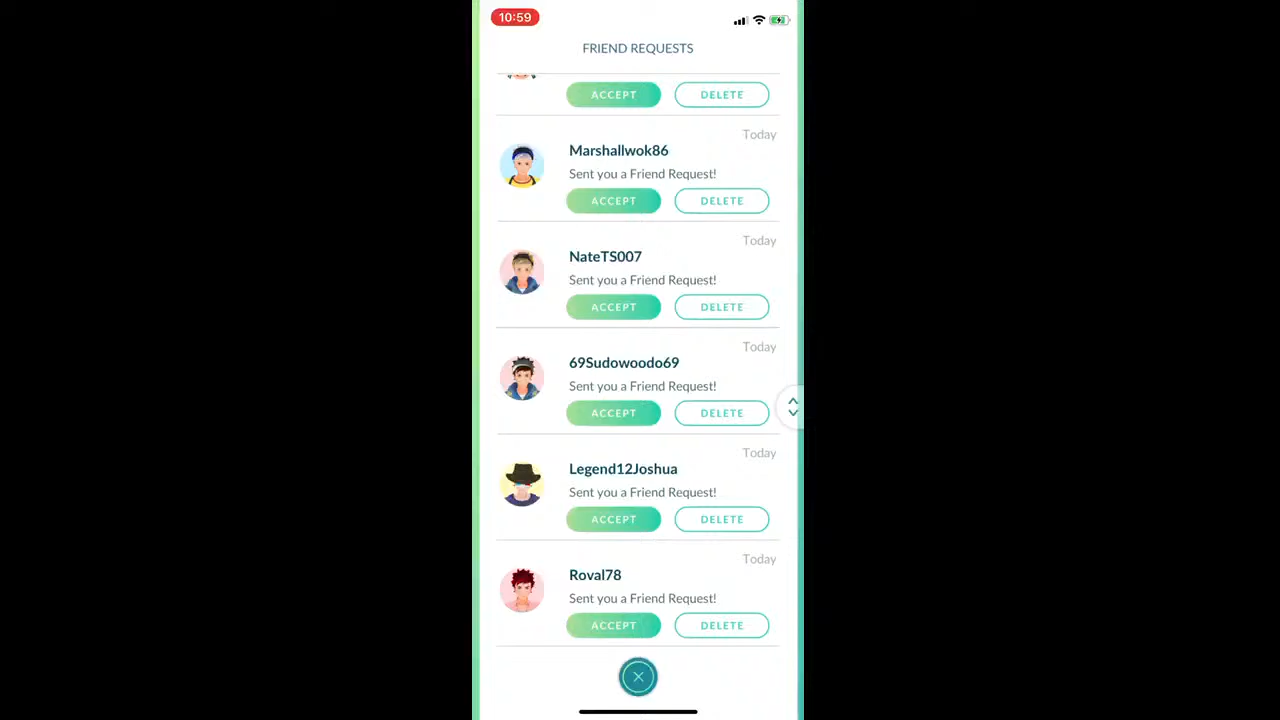 10:59
FRIEND REQUESTS
ACCEPT DELETE
Today
Marshallwok86
Sent you a Friend Request!
ACCEPT DELETE
Today
NateTS007
Sent you a Friend Request!
ACCEPT DELETE
Today
69Sudowoodo69
Sent you a Friend Request!
ACCEPT DELETE
Today
Legend12Joshua
Sent you a Friend Request!
ACCEPT DELETE
Today
Roval78
Sent you a Friend Request!
ACCEPT DELETE